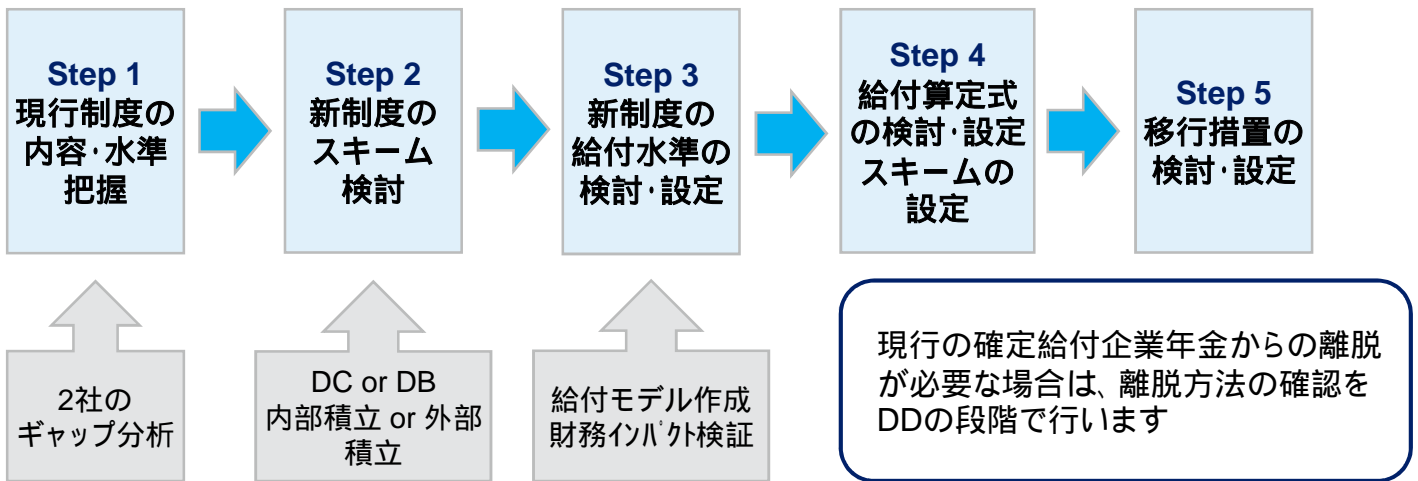 Step 1
現行制度の
内容･水準
把握
Step 2
新制度の
スキーム
検討
Step 3
新制度の
給付水準の
検討･設定
Step 4
給付算定式
の検討･設定
スキームの
設定
Step 5
移行措置の
検討･設定
2社の
ギャップ分析
DC or DB
内部積立 or 外部
積立
給付モデル作成
財務ｲﾝﾊﾟｸﾄ検証
現行の確定給付企業年金からの離脱
が必要な場合は、離脱方法の確認を
DDの段階で行います